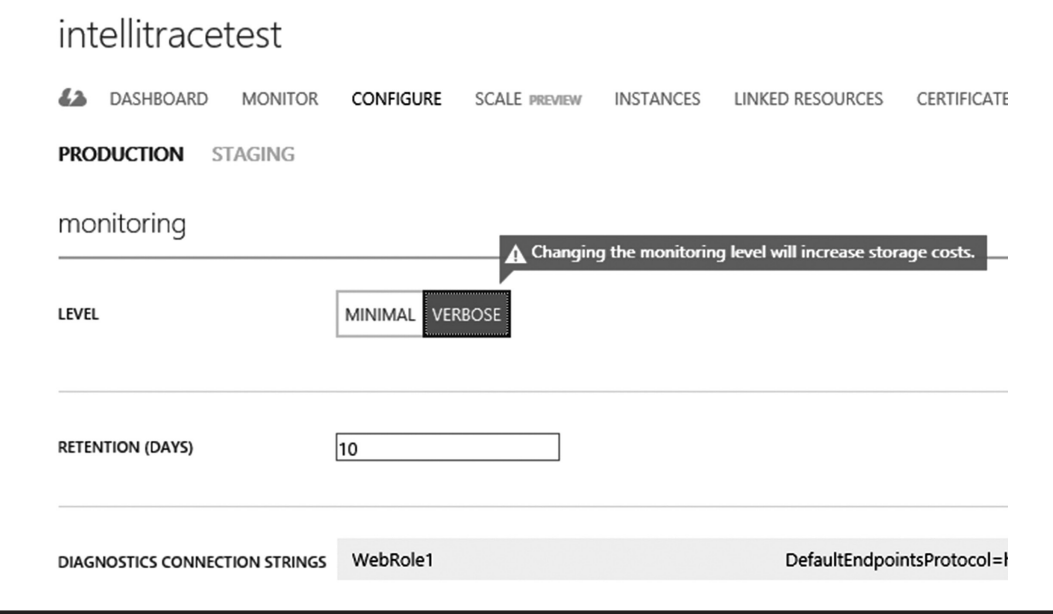 intellitracetest
DASHBOARD MONITOR CONFIGURE SCALE PREVIEW INSTANCES LINKED RESOURCES CERTIFICATE
PRODUCTION STAGING
monitoring
Changing the monitoring level will increase storage costs.
LEVEL MINIMAL VERBOSE
RETENTION (DAYS) 10
DIAGNOSTICS CONNECTION STRINGS WebRole1 DefaultEndpointsProtocol=h